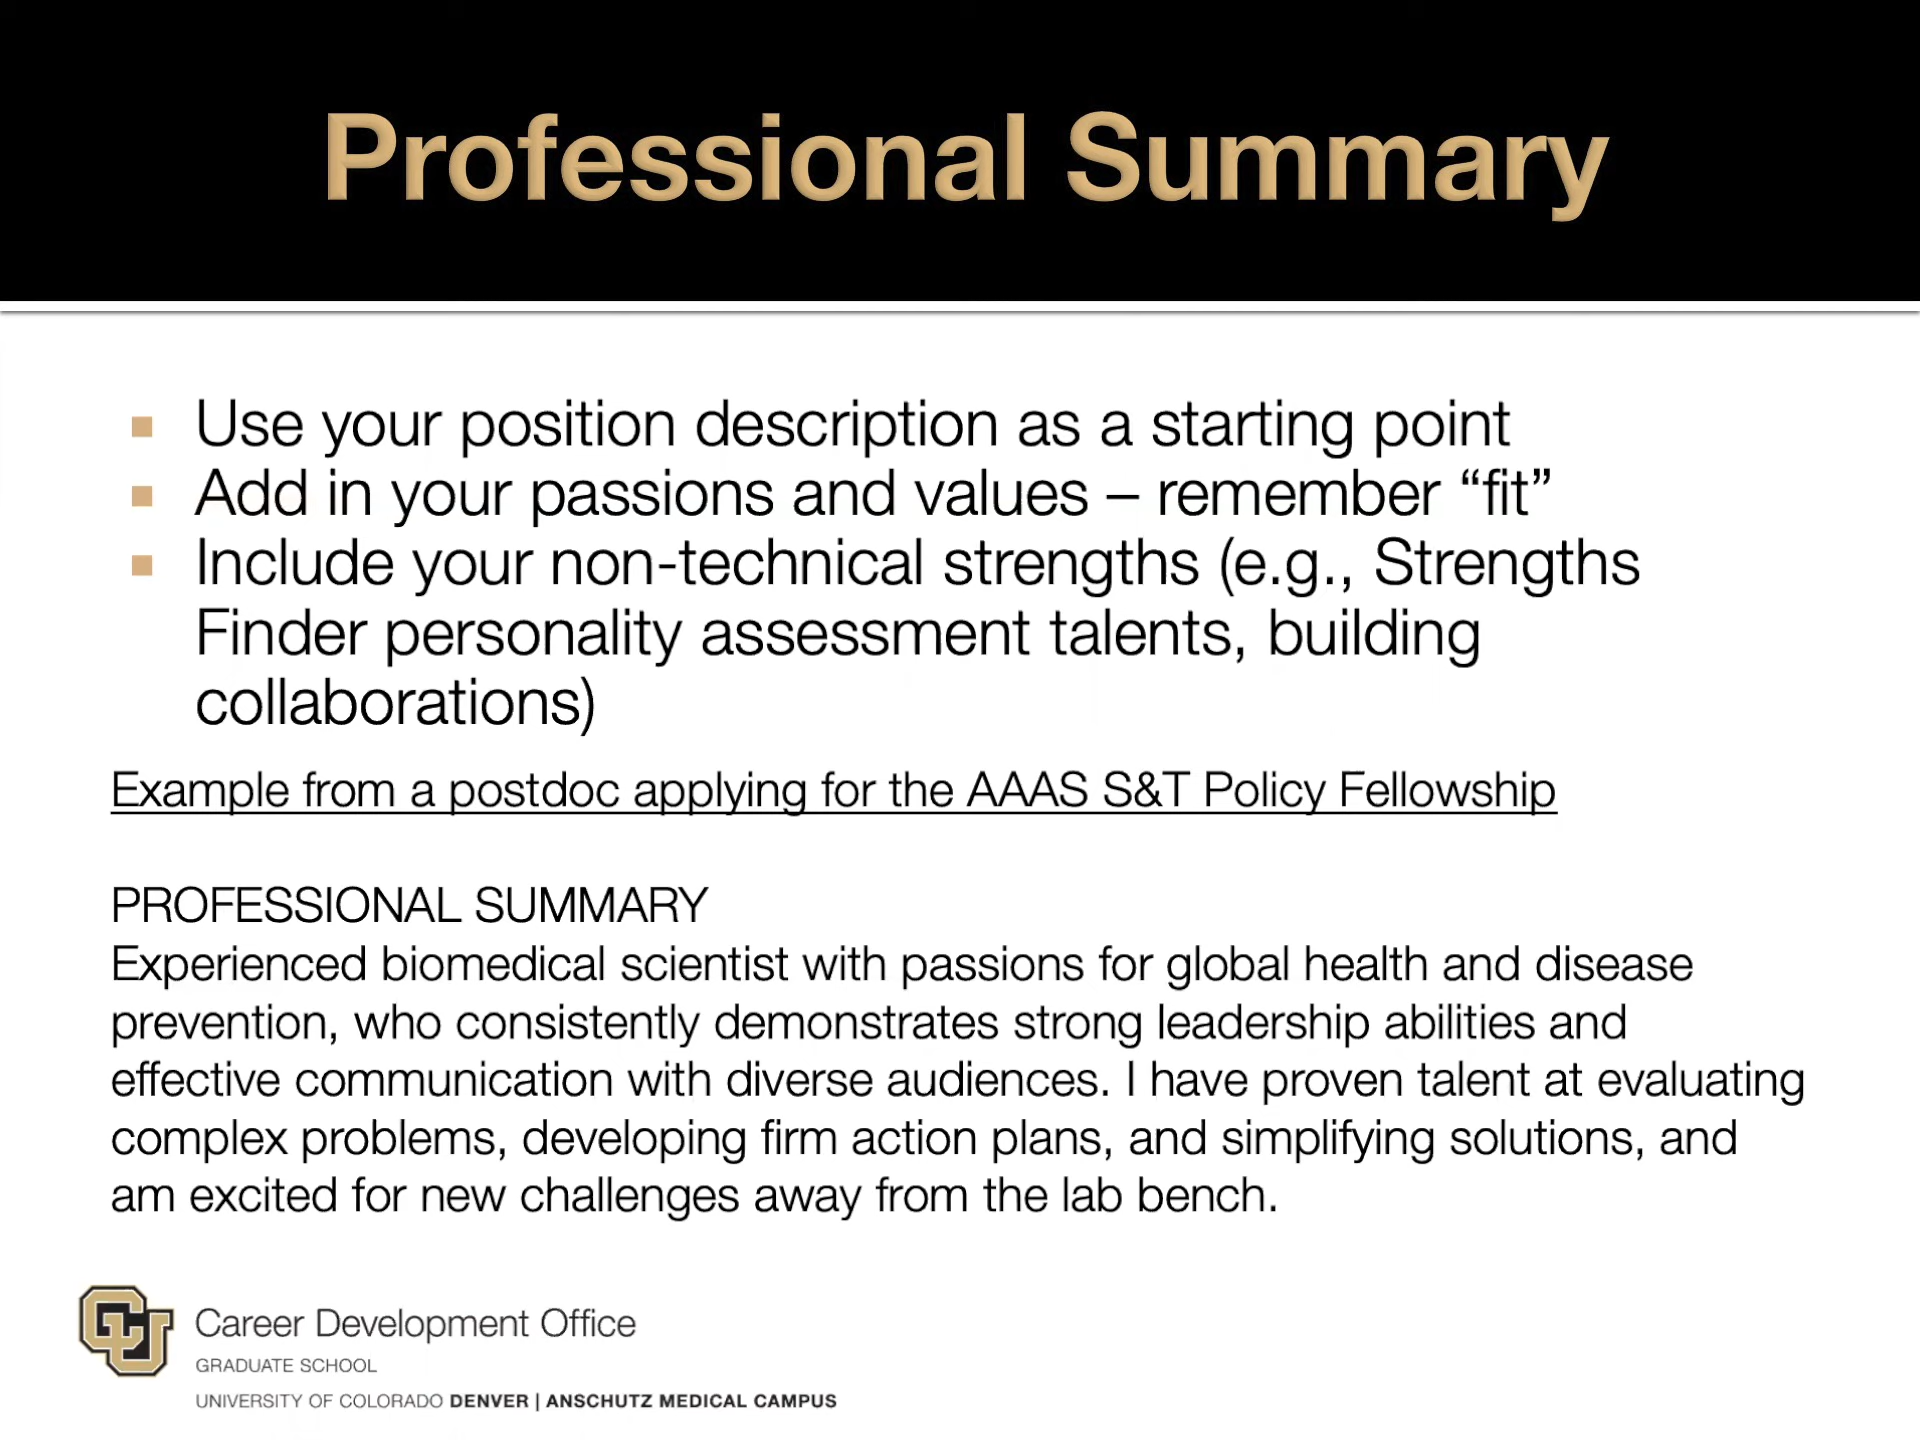 Professional Summary
Use your position description as a starting point
Add in your passions and values – remember “fit”
Include your non-technical strengths (e.g., Strengths
Finder personality assessment talents, building
collaborations)
Example from a postdoc applying for the AAAS S&T Policy Fellowship
PROFESSIONAL SUMMARY
Experienced biomedical scientist with passions for global health and disease
prevention, who consistently demonstrates strong leadership abilities and
effective communication with diverse audiences. I have proven talent at evaluating
complex problems, developing firm action plans, and simplifying solutions, and
am excited for new challenges away from the lab bench.
CU
Career Development Office
GRADUATE SCHOOL
UNIVERSITY OF COLORADO DENVER | ANSCHUTZ MEDICAL CAMPUS